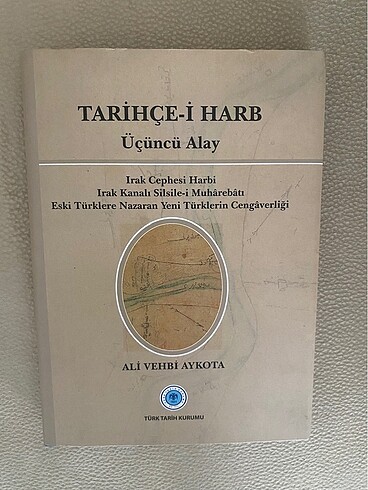 TARİHÇE-İ HARB
Üçüncü Alay
Irak Cephesi Harbi
Irak Kanalı Silsile-i Muhârebâtı
Eski Türklere Nazaran Yeni Türklerin Cengâverliği
ALİ VEHBİ AYKOTA
TÜRK TARİH KURUMU